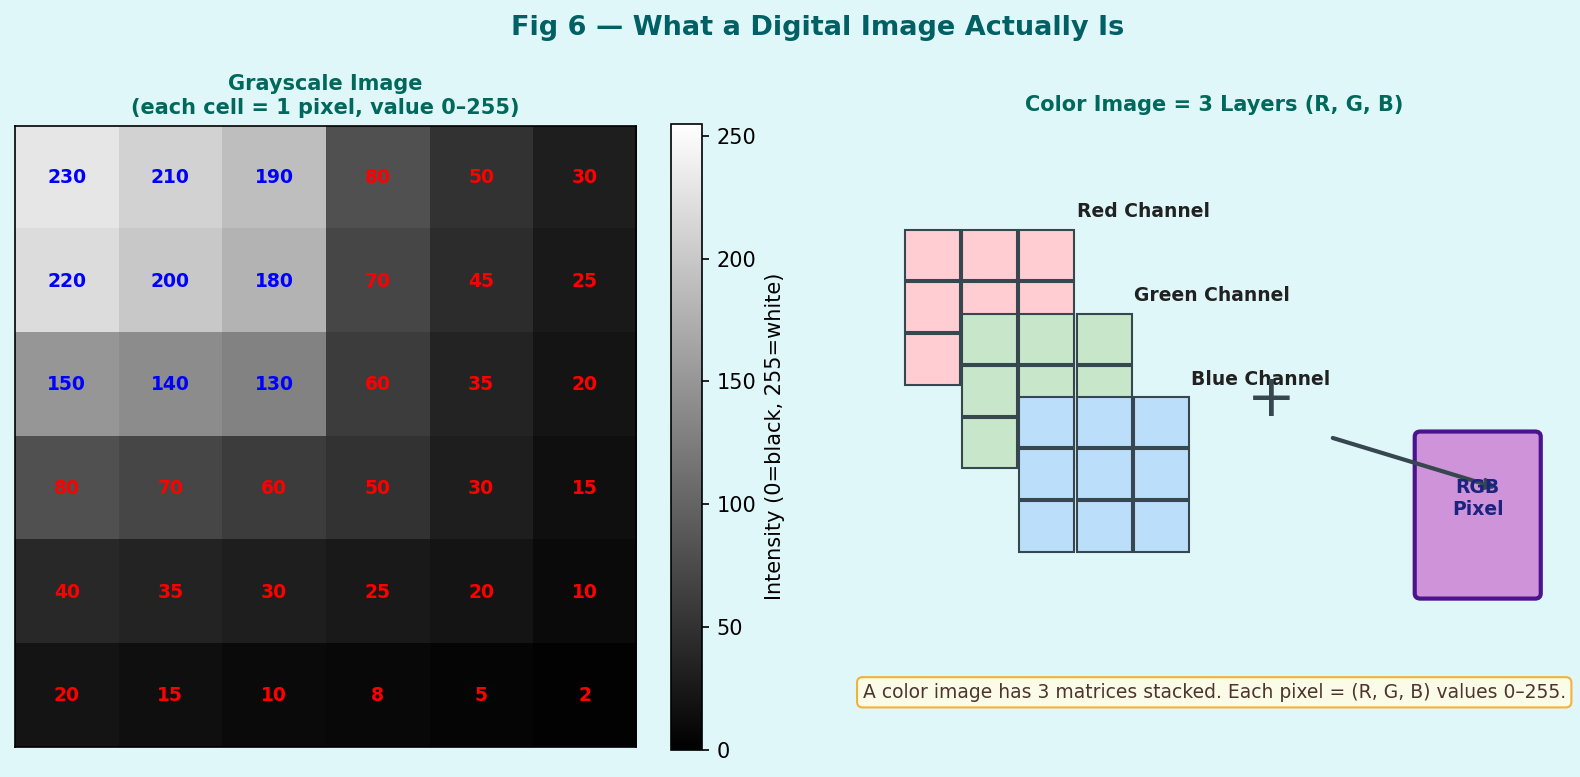 Fig 6 — What a Digital Image Actually Is
Grayscale Image
(each cell = 1 pixel, value 0–255)
230 210 190 80 50 30
220 200 180 70 45 25
150 140 130 60 35 20
80 70 60 50 30 15
40 35 30 25 20 10
20 15 10 8 5 2
250
200
150
100
50
0
Intensity (0=black, 255=white)
Color Image = 3 Layers (R, G, B)
Red Channel
Green Channel
Blue Channel
+
RGB
Pixel
A color image has 3 matrices stacked. Each pixel = (R, G, B) values 0–255.